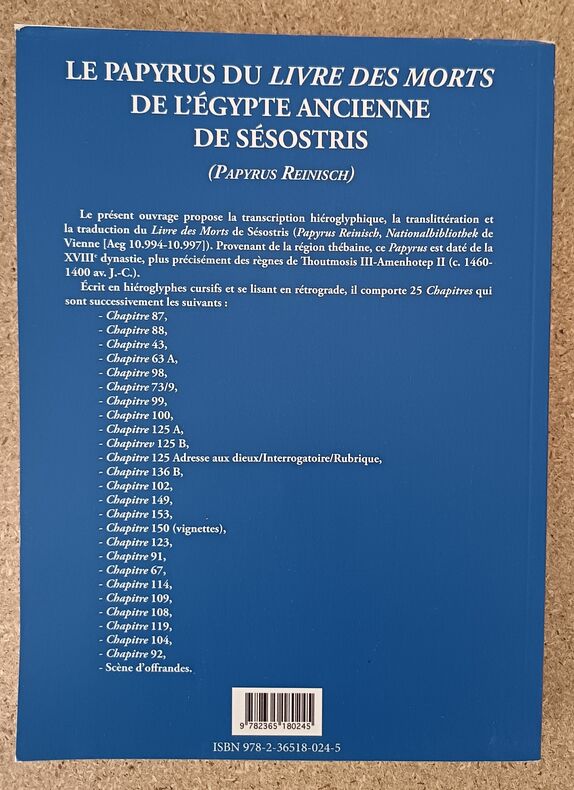 LE PAPYRUS DU LIVRE DES MORTS
DE L'ÉGYPTE ANCIENNE
DE SÉSOSTRIS
(PAPYRUS REINISCH)
Le présent ouvrage propose la transcription hiéroglyphique, la translittération et
la traduction du Livre des Morts de Sésostris (Papyrus Reinisch, Nationalbibliothek de
Vienne [Aeg 10.994-10.997]). Provenant de la région thébaine, ce Papyrus est daté de la
XVIIIe dynastie, plus précisément des règnes de Thoutmosis III-Amenhotep II (c. 1460-
1400 av. J.-C.).
Écrit en hiéroglyphes cursifs et se lisant en rétrograde, il comporte 25 Chapitres qui
sont successivement les suivants :
- Chapitre 87,
- Chapitre 88,
- Chapitre 43,
- Chapitre 63 A,
- Chapitre 98,
- Chapitre 73/9,
- Chapitre 99,
- Chapitre 100,
- Chapitre 125 A,
- Chapitrev 125 B,
- Chapitre 125 Adresse aux dieux/Interrogatoire/Rubrique,
- Chapitre 136 B,
- Chapitre 102,
- Chapitre 149,
- Chapitre 153,
- Chapitre 150 (vignettes),
- Chapitre 123,
- Chapitre 91,
- Chapitre 67,
- Chapitre 114,
- Chapitre 109,
- Chapitre 108,
- Chapitre 119,
- Chapitre 104,
- Chapitre 92,
- Scène d'offrandes.
9 782365 180245
ISBN 978-2-36518-024-5